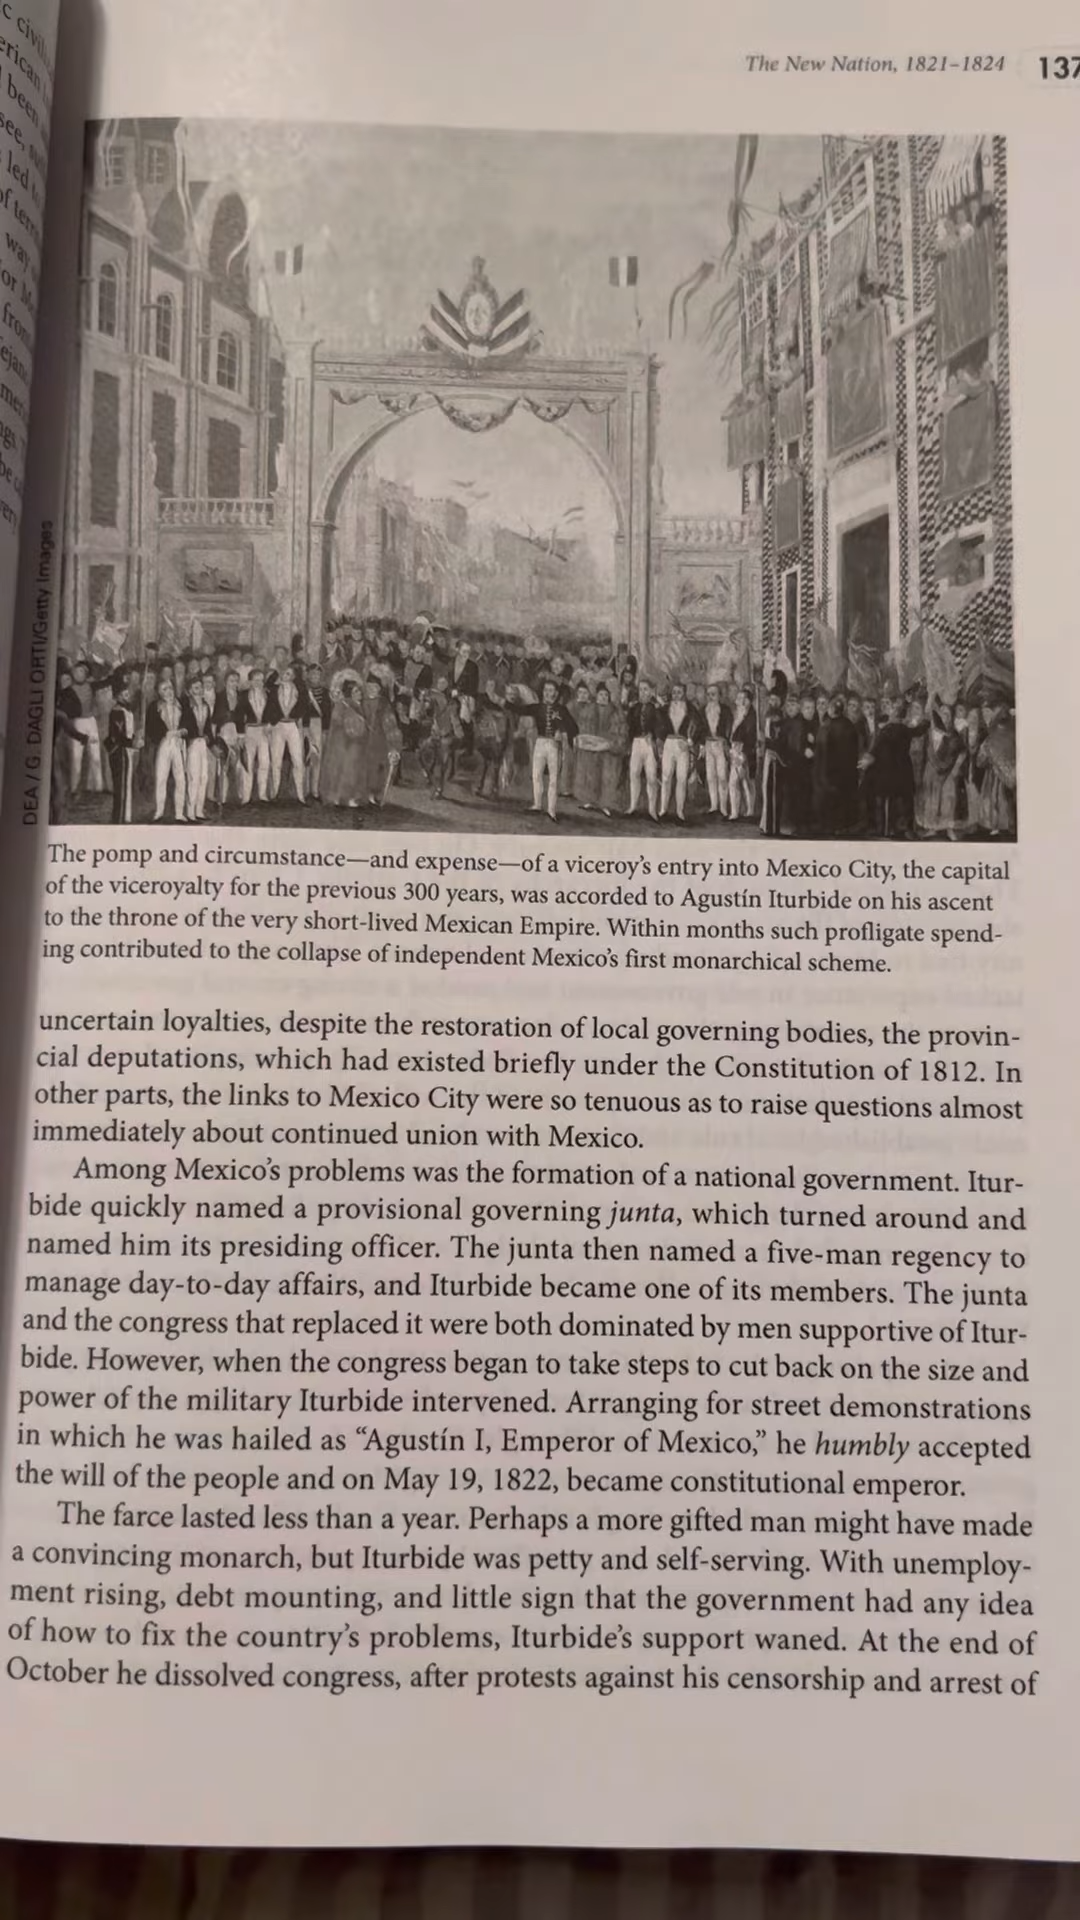 The New Nation, 1821–1824 137
DEA / G. DAGLI ORTI/Getty Images
The pomp and circumstance—and expense—of a viceroy's entry into Mexico City, the capital
of the viceroyalty for the previous 300 years, was accorded to Agustín Iturbide on his ascent
to the throne of the very short-lived Mexican Empire. Within months such profligate spend-
ing contributed to the collapse of independent Mexico's first monarchical scheme.
uncertain loyalties, despite the restoration of local governing bodies, the provin-
cial deputations, which had existed briefly under the Constitution of 1812. In
other parts, the links to Mexico City were so tenuous as to raise questions almost
immediately about continued union with Mexico.
Among Mexico's problems was the formation of a national government. Itur-
bide quickly named a provisional governing junta, which turned around and
named him its presiding officer. The junta then named a five-man regency to
manage day-to-day affairs, and Iturbide became one of its members. The junta
and the congress that replaced it were both dominated by men supportive of Itur-
bide. However, when the congress began to take steps to cut back on the size and
power of the military Iturbide intervened. Arranging for street demonstrations
in which he was hailed as “Agustín I, Emperor of Mexico,” he humbly accepted
the will of the people and on May 19, 1822, became constitutional emperor.
The farce lasted less than a year. Perhaps a more gifted man might have made
a convincing monarch, but Iturbide was petty and self-serving. With unemploy-
ment rising, debt mounting, and little sign that the government had any idea
of how to fix the country's problems, Iturbide's support waned. At the end of
October he dissolved congress, after protests against his censorship and arrest of